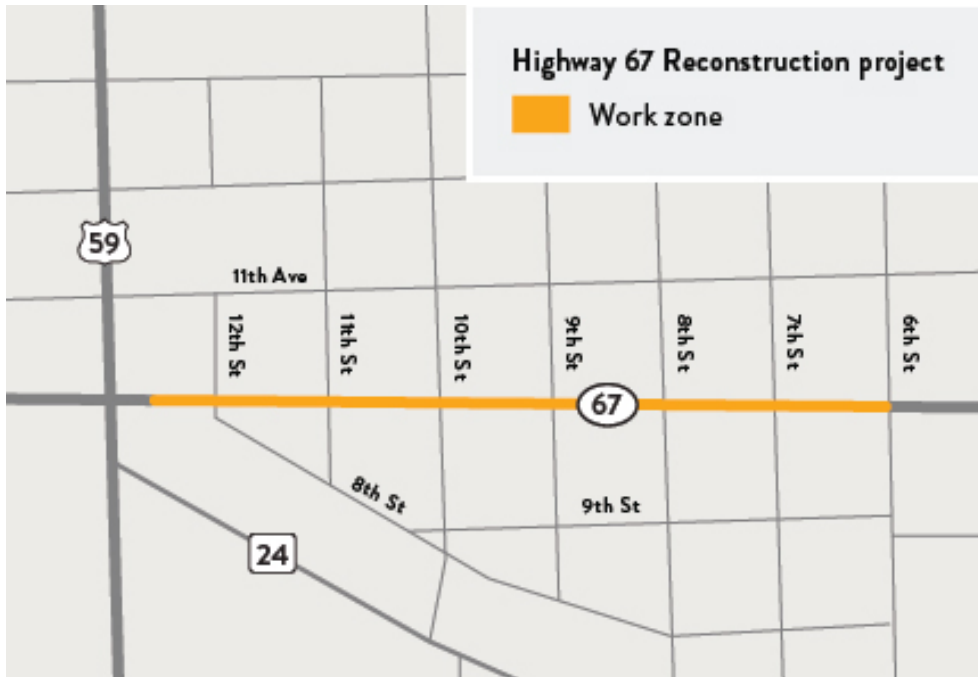 Highway 67 Reconstruction project
Work zone
59
11th Ave
12th St
11th St
10th St
9th St
8th St
7th St
6th St
67
8th St
9th St
24